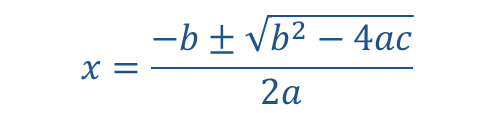 x = (−b ± √(b² − 4ac)) / 2a